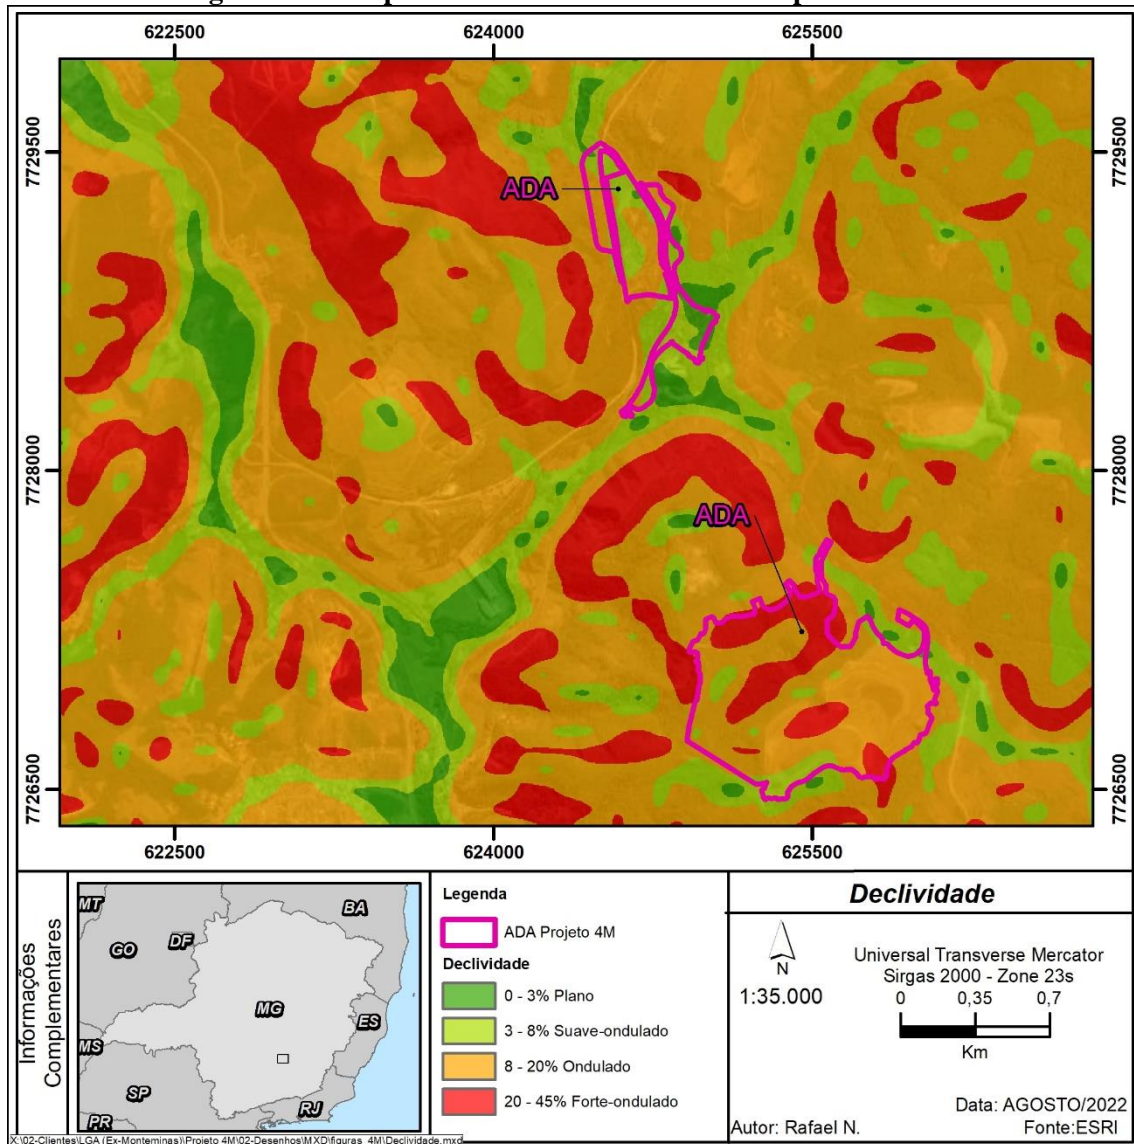 622500 624000 625500
7729500 7729500
ADA
7728000 7728000
ADA
7726500 7726500
622500 624000 625500
Informações
Complementares
MT
BA
GO
DF
MG
ES
MS
SP
RJ
PR
Legenda
ADA Projeto 4M
Declividade
0 - 3% Plano
3 - 8% Suave-ondulado
8 - 20% Ondulado
20 - 45% Forte-ondulado
Declividade
N
1:35.000
Universal Transverse Mercator
Sirgas 2000 - Zone 23s
0 0,35 0,7
Km
Data: AGOSTO/2022
Autor: Rafael N. Fonte:ESRI
X:\02-Clientes\LGA (Ex-Monteminas)\Projeto 4M\02-Desenhos\MXD\figuras_4M\Declividade.mxd